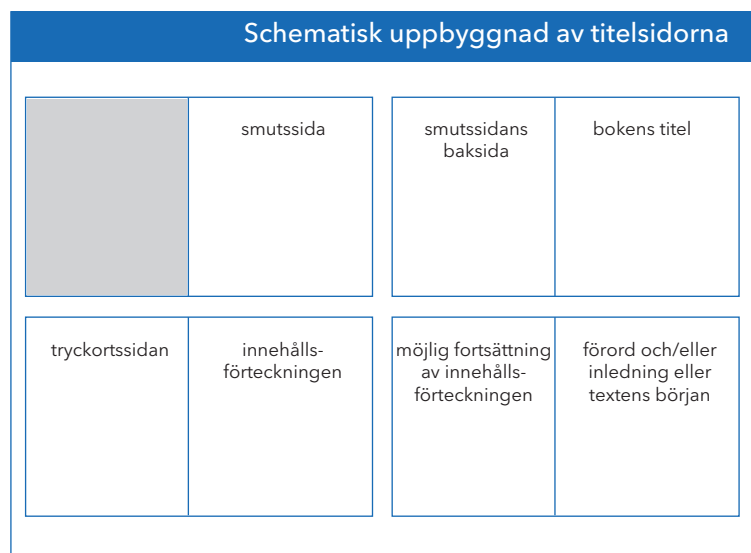 Schematisk uppbyggnad av titelsidorna
smutssida
smutssidans
baksida
bokens titel
tryckortssidan
innehålls-
förteckningen
möjlig fortsättning
av innehålls-
förteckningen
förord och/eller
inledning eller
textens början